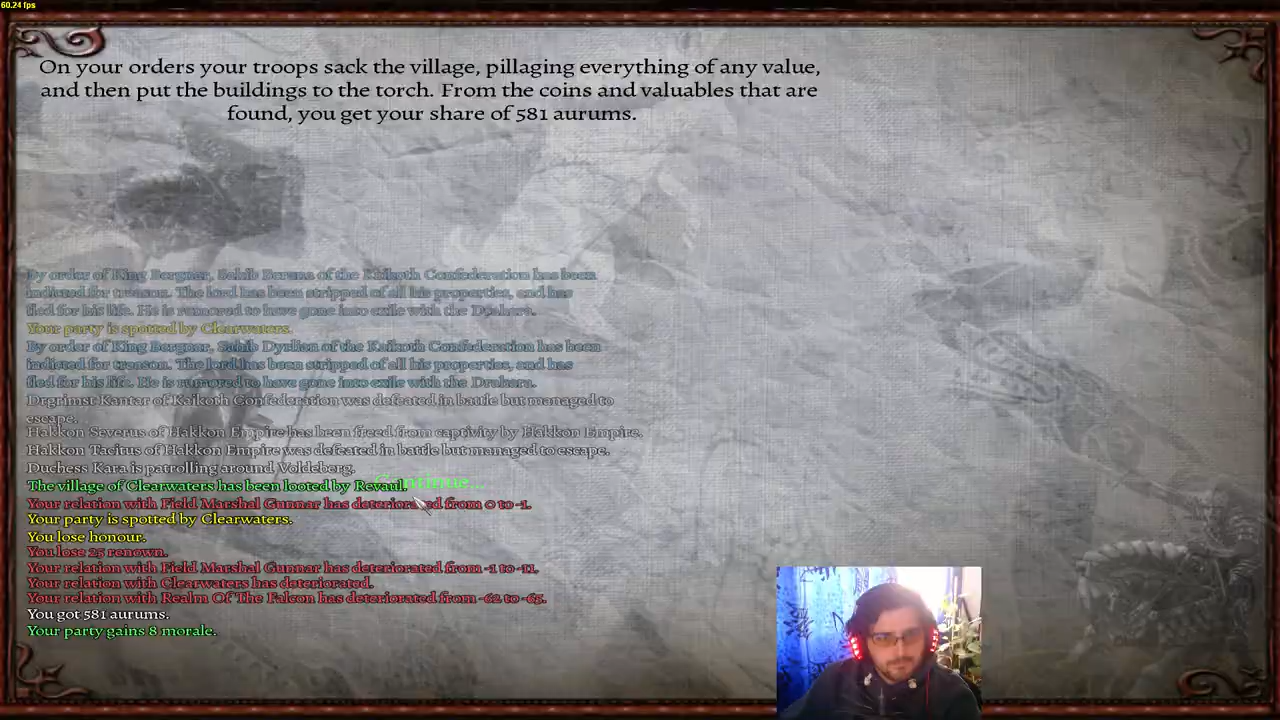 60.24 fps
On your orders your troops sack the village, pillaging everything of any value,
and then put the buildings to the torch. From the coins and valuables that are
found, you get your share of 581 aurums.
By order of King Bergnar, Sahib Beruna of the Kaikoth Confederation has been
indicted for treason. The lord has been stripped of all his properties, and has
fled for his life. He is rumored to have gone into exile with the Drahara.
Your party is spotted by Clearwaters.
By order of King Bergnar, Sahib Dyrlian of the Kaikoth Confederation has been
indicted for treason. The lord has been stripped of all his properties, and has
fled for his life. He is rumored to have gone into exile with the Drahara.
Drgrimst Kantar of Kaikoth Confederation was defeated in battle but managed to
escape.
Hakkon Severus of Hakkon Empire has been freed from captivity by Hakkon Empire.
Hakkon Tacitus of Hakkon Empire was defeated in battle but managed to escape.
Duchess Kara is patrolling around Voldeberg.
Continue...
The village of Clearwaters has been looted by Revaul.
Your relation with Field Marshal Gunnar has deteriorated from 0 to -1.
Your party is spotted by Clearwaters.
You lose honour.
You lose 25 renown.
Your relation with Field Marshal Gunnar has deteriorated from -1 to -11.
Your relation with Clearwaters has deteriorated.
Your relation with Realm Of The Falcon has deteriorated from -62 to -65.
You got 581 aurums.
Your party gains 8 morale.